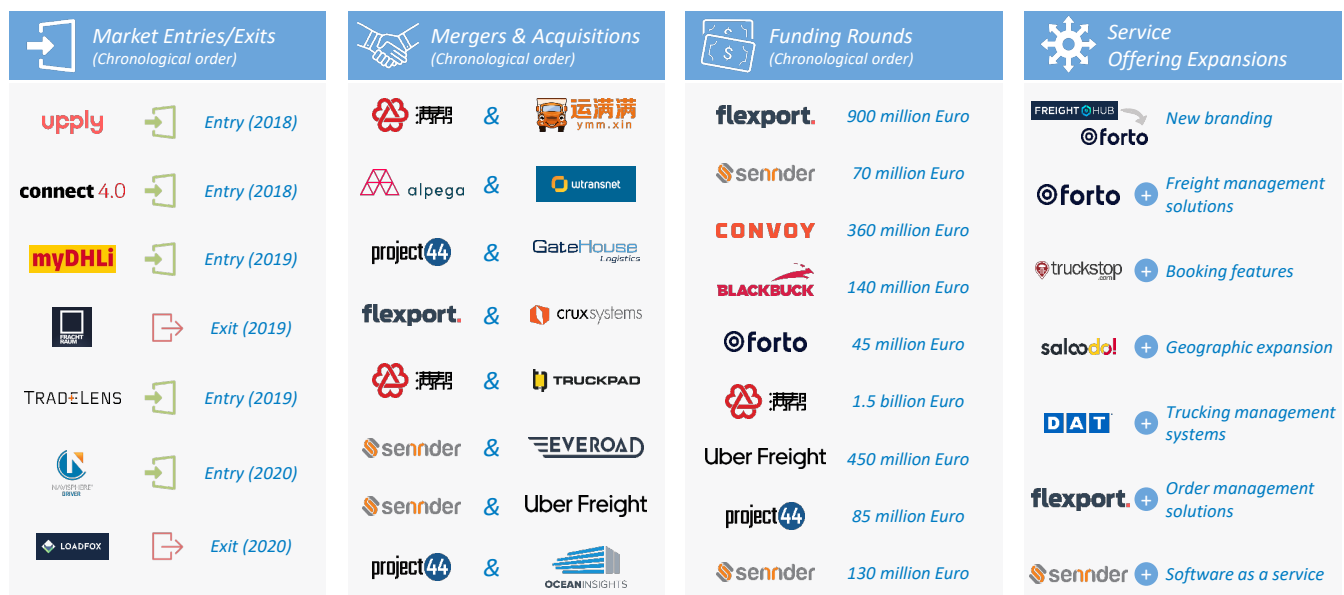 Market Entries/Exits
(Chronological order)
upply
Entry (2018)
connect 4.0
Entry (2018)
myDHLi
Entry (2019)
FRACHT
RAUM
Exit (2019)
TRADELENS
Entry (2019)
NAVISPHERE
DRIVER
Entry (2020)
LOADFOX
Exit (2020)
Mergers & Acquisitions
(Chronological order)
满帮 & 运满满
ymm.xin
alpega & wtransnet
project44 & GateHouse
Logistics
flexport. & cruxsystems
满帮 & TRUCKPAD
sennder & EVEROAD
sennder & Uber Freight
project44 & OCEANINSIGHTS
Funding Rounds
(Chronological order)
flexport. 900 million Euro
sennder 70 million Euro
CONVOY 360 million Euro
BLACKBUCK 140 million Euro
forto 45 million Euro
满帮 1.5 billion Euro
Uber Freight 450 million Euro
project44 85 million Euro
sennder 130 million Euro
Service
Offering Expansions
FREIGHT HUB
forto
New branding
forto + Freight management
solutions
truckstop
.com
+ Booking features
saloodo! + Geographic expansion
DAT + Trucking management
systems
flexport. + Order management
solutions
sennder + Software as a service